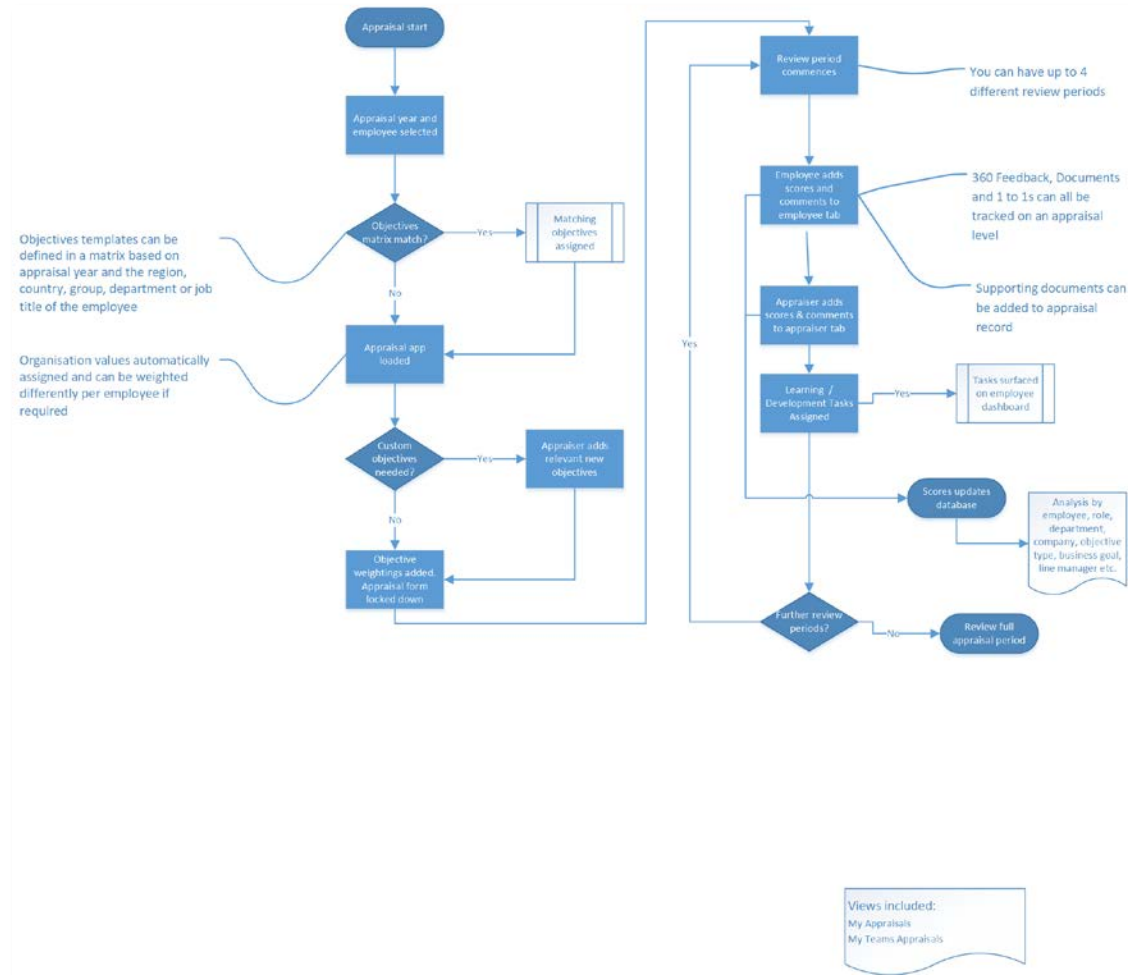 Appraisal start
Appraisal year and
employee selected
Objectives
matrix match?
Yes
Matching
objectives
assigned
No
Objectives templates can be
defined in a matrix based on
appraisal year and the region,
country, group, department or job
title of the employee
Appraisal app
loaded
Organisation values automatically
assigned and can be weighted
differently per employee if
required
Custom
objectives
needed?
Yes
Appraiser adds
relevant new
objectives
No
Objective
weightings added.
Appraisal form
locked down
Review period
commences
You can have up to 4
different review periods
Employee adds
scores and
comments to
employee tab
360 Feedback, Documents
and 1 to 1s can all be
tracked on an appraisal
level
Supporting documents can
be added to appraisal
record
Appraiser adds
scores & comments
to appraiser tab
Yes
Learning /
Development Tasks
Assigned
Yes
Tasks surfaced
on employee
dashboard
Scores updates
database
Analysis by
employee, role,
department,
company, objective
type, business goal,
line manager etc.
Further review
periods?
No
Review full
appraisal period
Views included:
My Appraisals
My Teams Appraisals